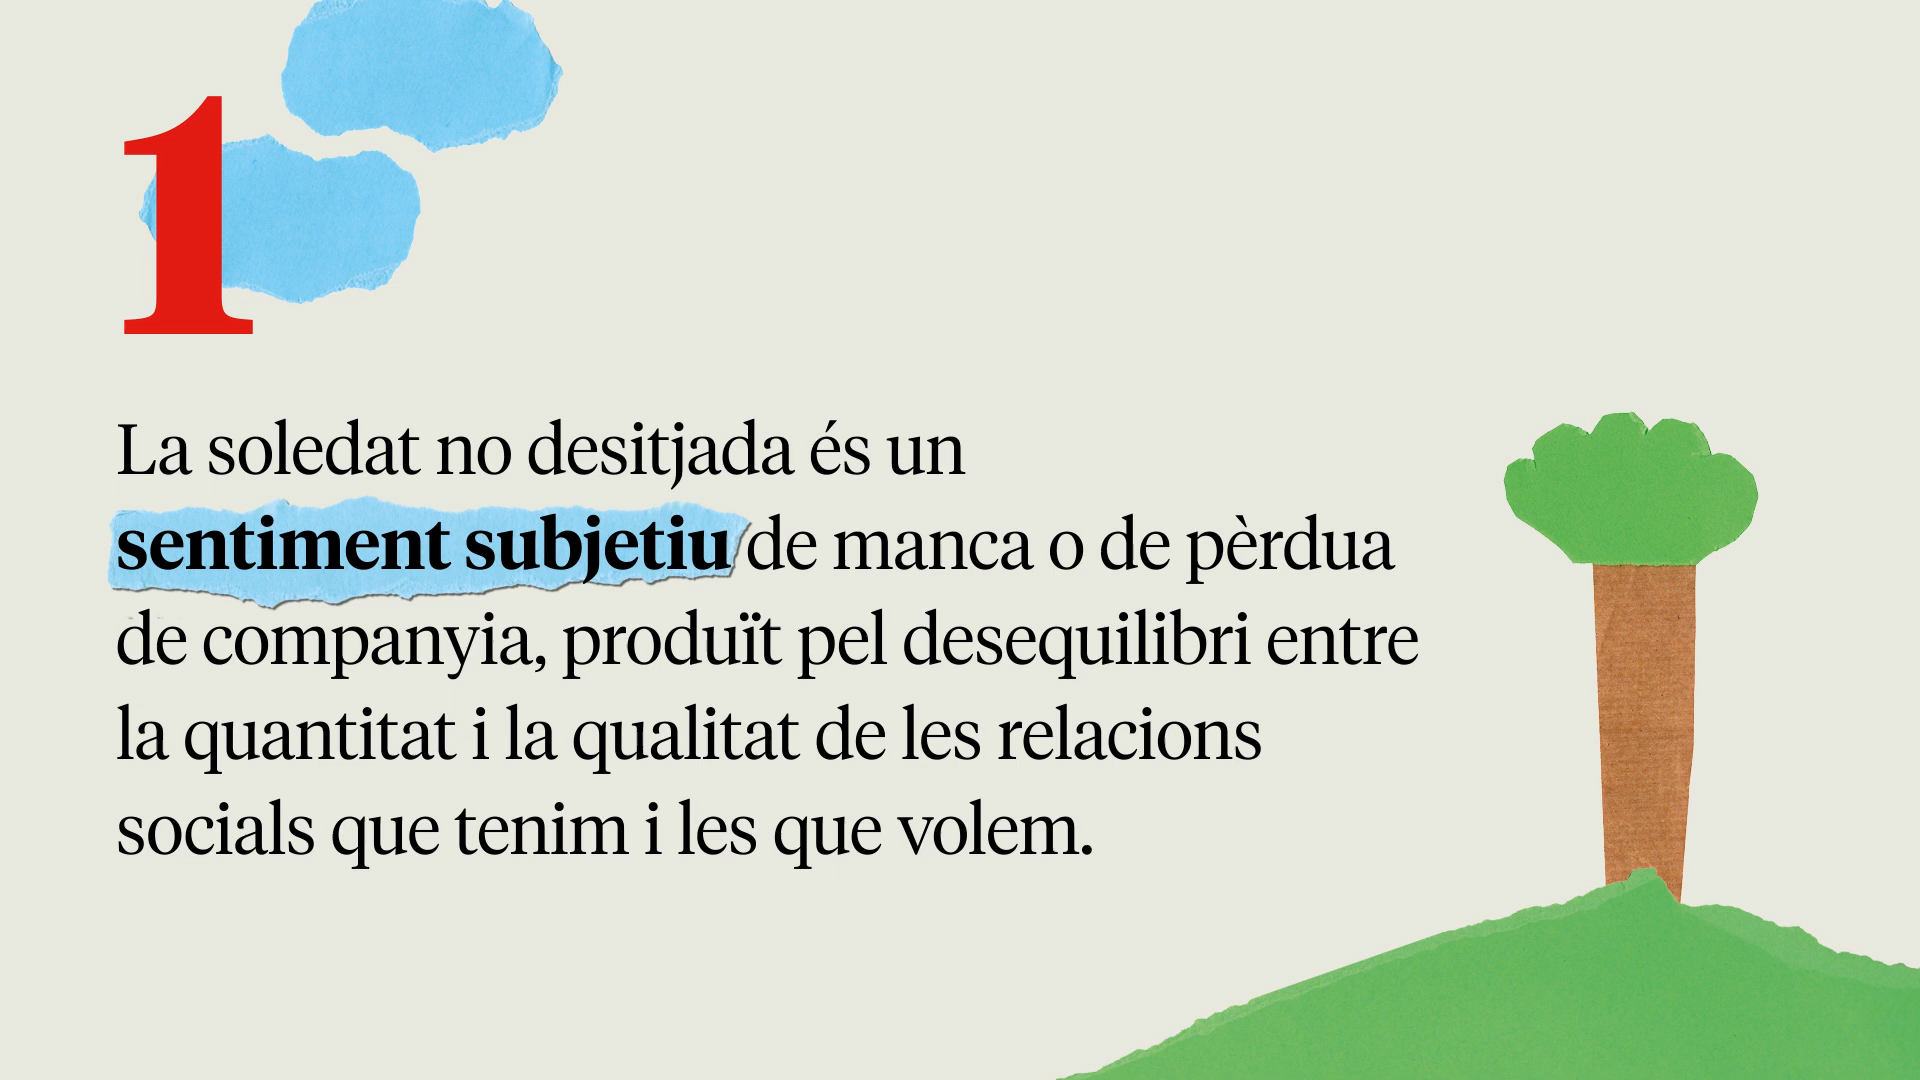 1
La soledat no desitjada és un
sentiment subjetiu de manca o de pèrdua
de companyia, produït pel desequilibri entre
la quantitat i la qualitat de les relacions
socials que tenim i les que volem.